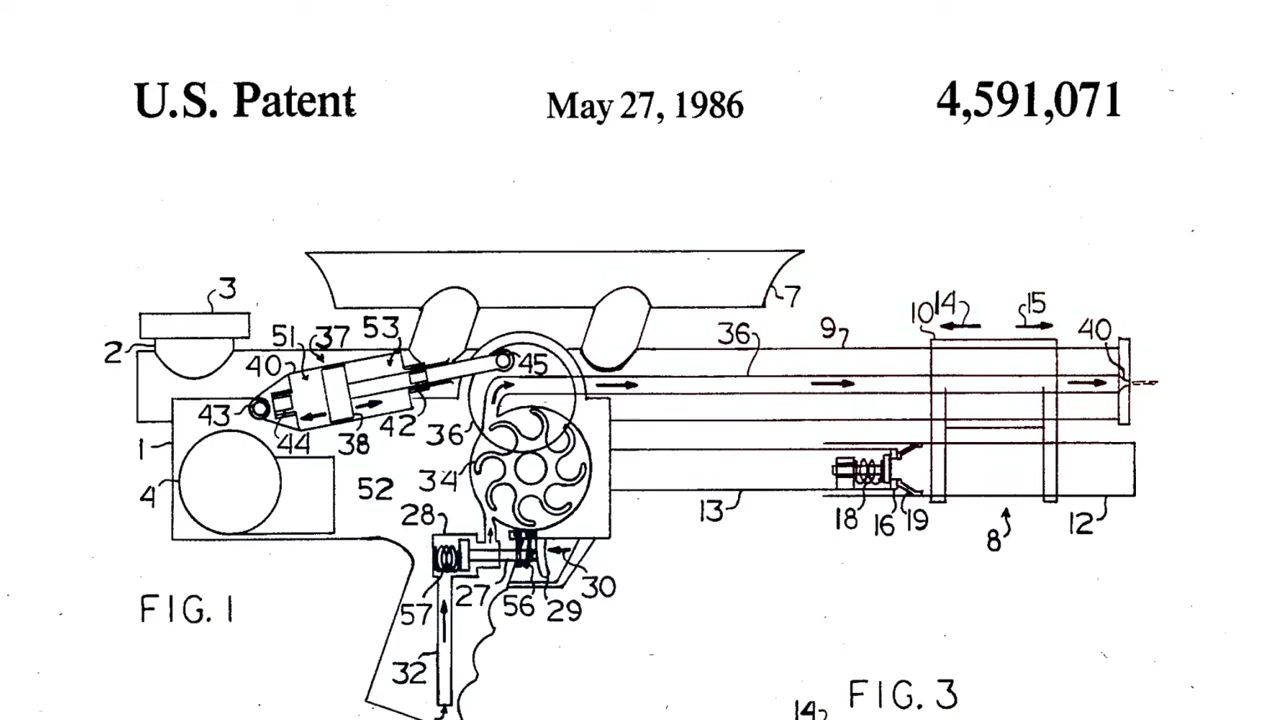 U.S. Patent May 27, 1986 4,591,071
3
7
10 14 15
2 51 37 53 36 9 40
40 45
43
44 38 42 36
1
34
4 52
28 13 18 16 19 8 12
30
57 27 56 29
FIG. 1
32
FIG. 3
14